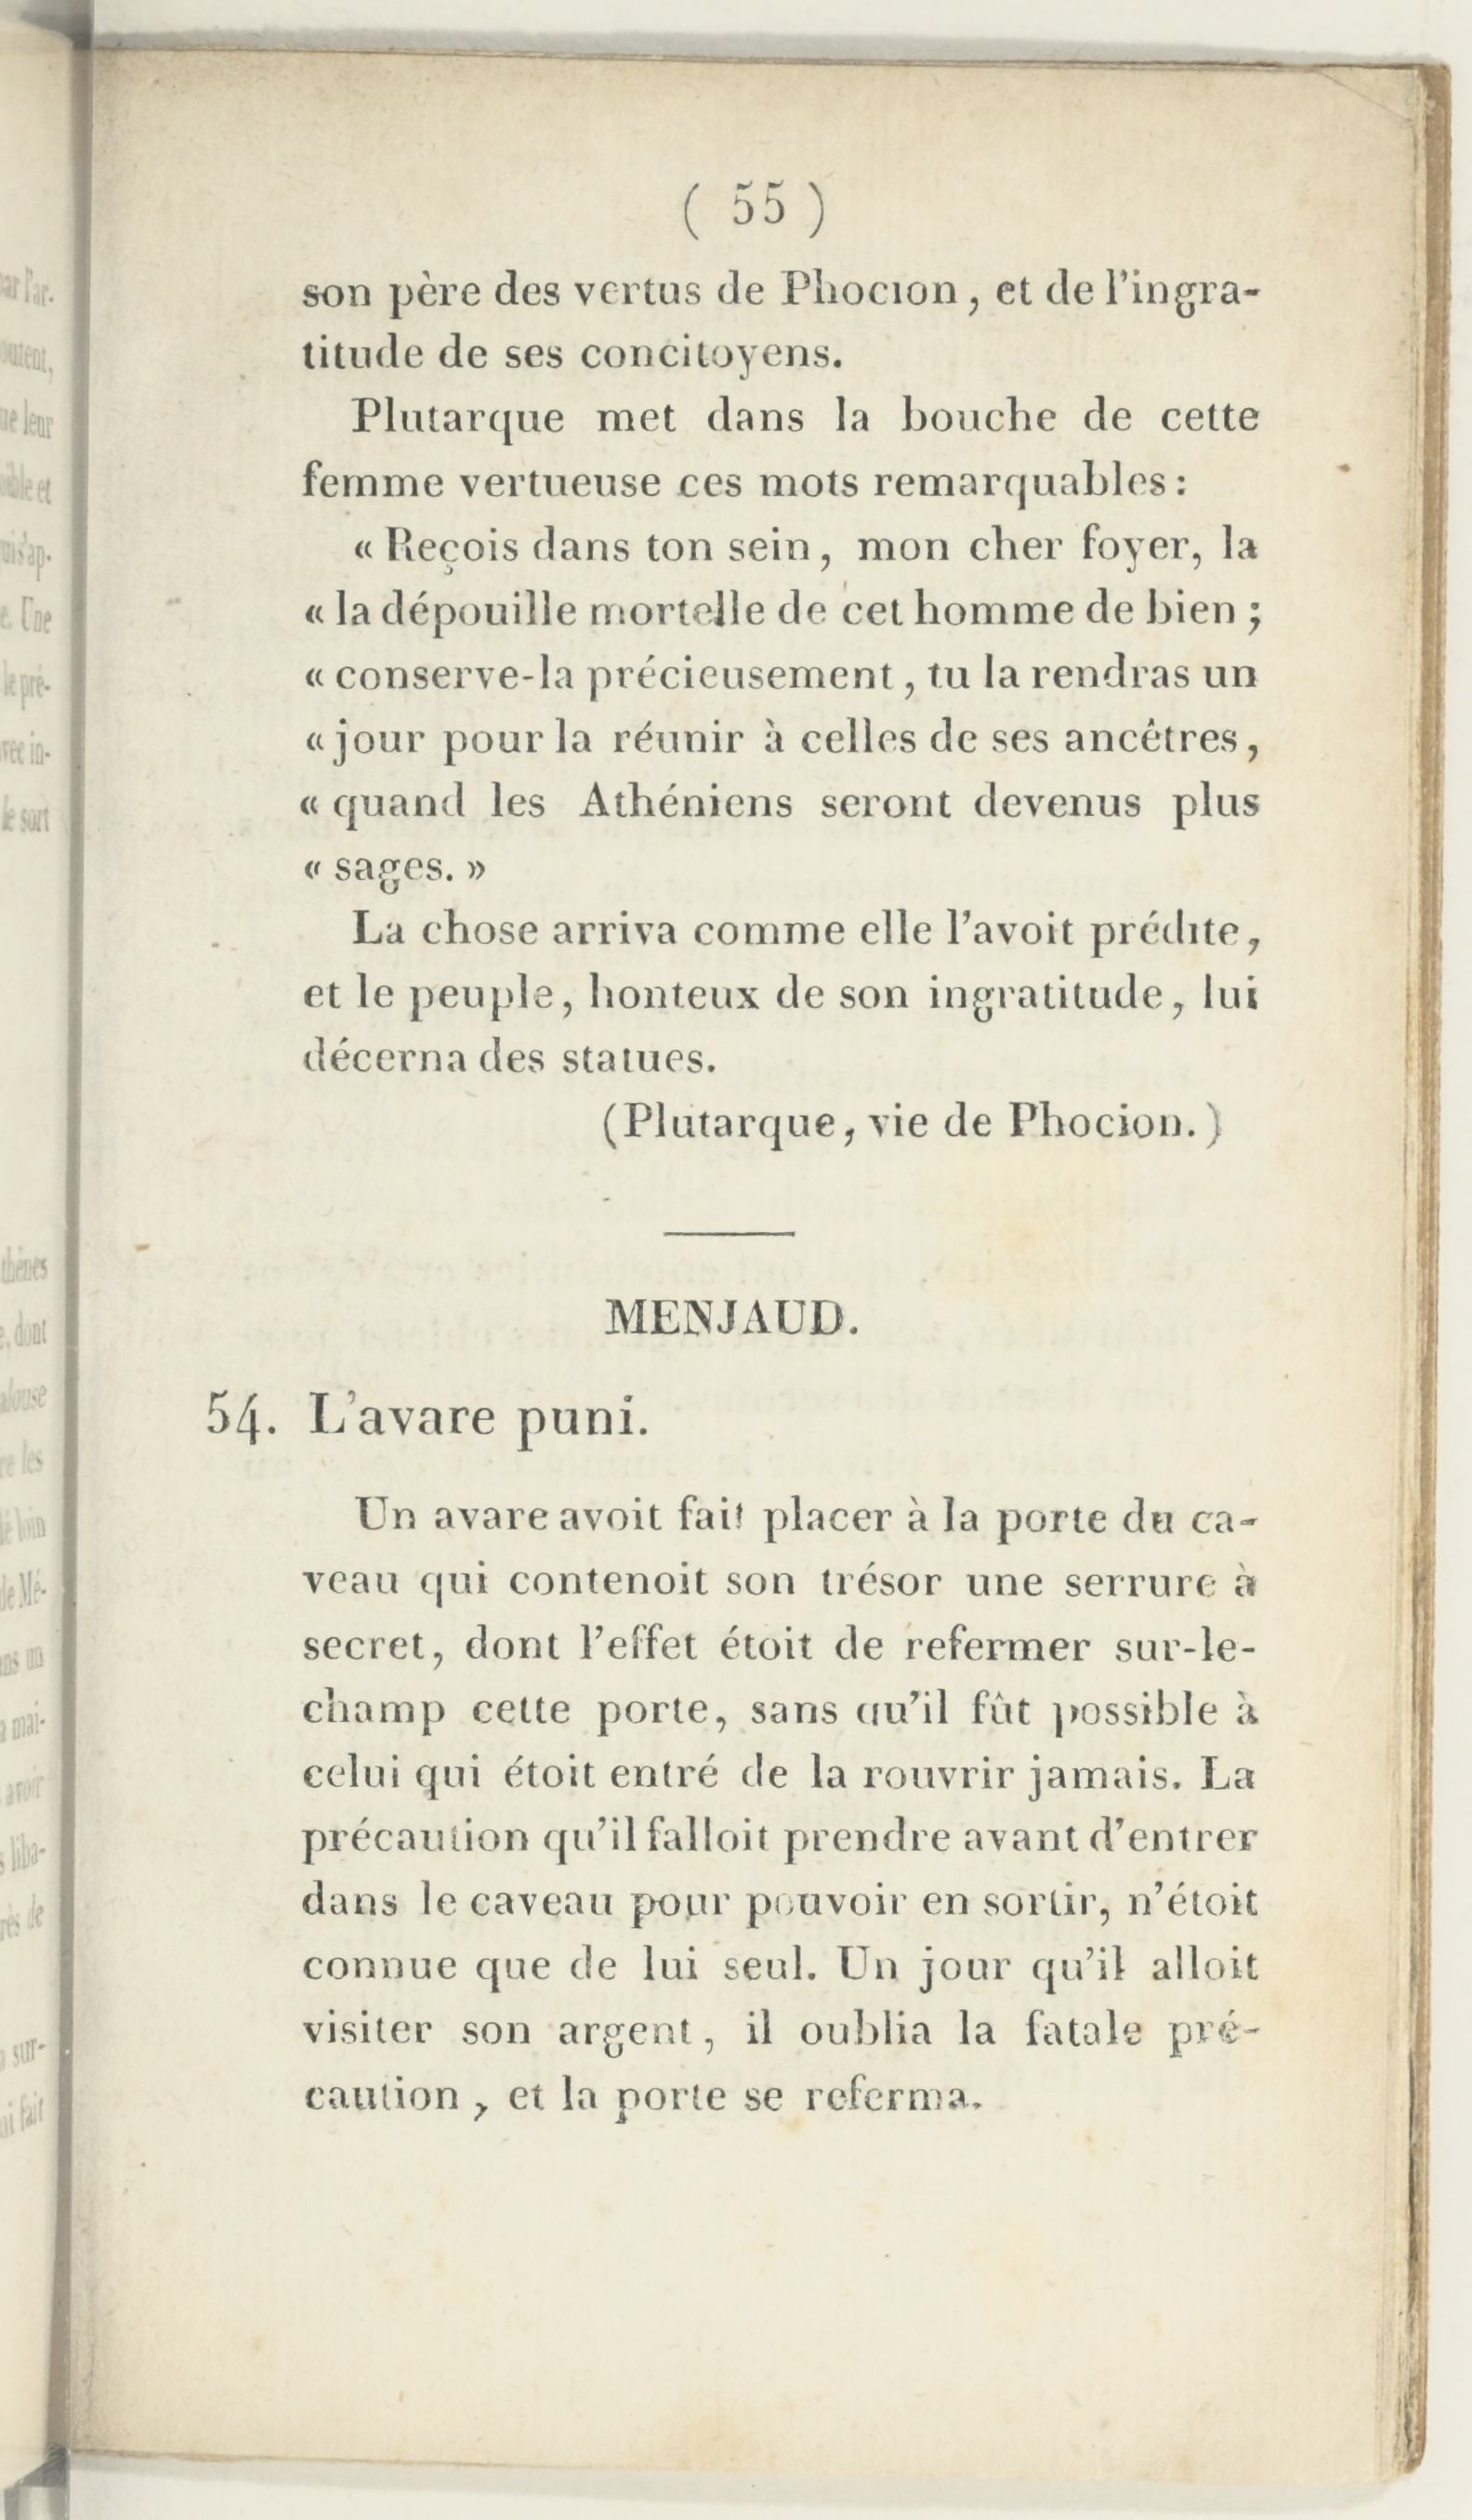 ( 55 )
son père des vertus de Phocion, et de l'ingra-
titude de ses concitoyens.
Plutarque met dans la bouche de cette
femme vertueuse ces mots remarquables :
« Reçois dans ton sein, mon cher foyer, la
« la dépouille mortelle de cet homme de bien ;
« conserve-la précieusement, tu la rendras un
« jour pour la réunir à celles de ses ancêtres,
« quand les Athéniens seront devenus plus
« sages. »
La chose arriva comme elle l'avoit prédite,
et le peuple, honteux de son ingratitude, lui
décerna des statues.
(Plutarque, vie de Phocion.)
MENJAUD.
54. L'avare puni.
Un avare avoit fait placer à la porte du ca-
veau qui contenoit son trésor une serrure à
secret, dont l'effet étoit de refermer sur-le-
champ cette porte, sans qu'il fût possible à
celui qui étoit entré de la rouvrir jamais. La
précaution qu'il falloit prendre avant d'entrer
dans le caveau pour pouvoir en sortir, n'étoit
connue que de lui seul. Un jour qu'il alloit
visiter son argent, il oublia la fatale pré-
caution, et la porte se referma.